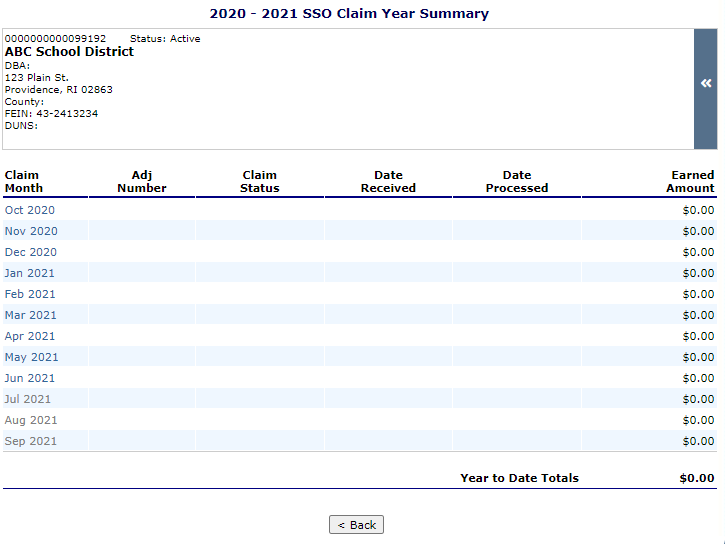 2020 - 2021 SSO Claim Year Summary
0000000000099192 Status: Active
ABC School District
DBA:
123 Plain St.
Providence, RI 02863
County:
FEIN: 43-2413234
DUNS:
«
Claim Month Adj Number Claim Status Date Received Date Processed Earned Amount
Oct 2020 $0.00
Nov 2020 $0.00
Dec 2020 $0.00
Jan 2021 $0.00
Feb 2021 $0.00
Mar 2021 $0.00
Apr 2021 $0.00
May 2021 $0.00
Jun 2021 $0.00
Jul 2021 $0.00
Aug 2021 $0.00
Sep 2021 $0.00
Year to Date Totals $0.00
< Back